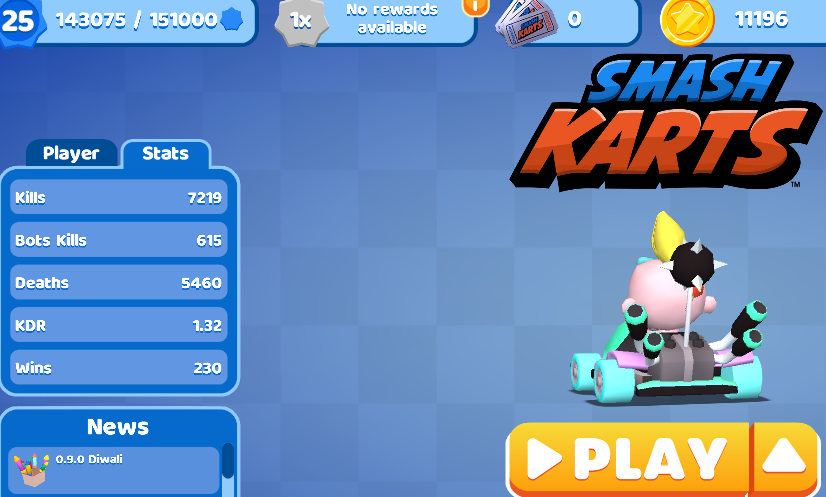 25
143075 / 151000
1x
No rewards
available
0
11196
SMASH
KARTS
TM
Player
Stats
Kills 7219
Bots Kills 615
Deaths 5460
KDR 1.32
Wins 230
News
0.9.0 Diwali
PLAY